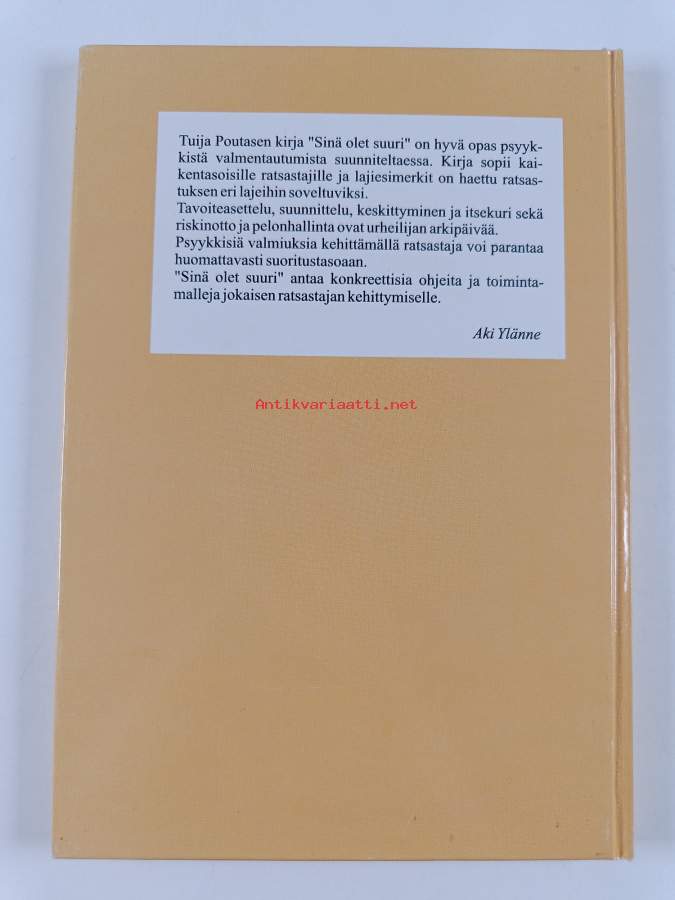 Tuija Poutasen kirja "Sinä olet suuri" on hyvä opas psyyk-
kistä valmentautumista suunniteltaessa. Kirja sopii kai-
kentasoisille ratsastajille ja lajiesimerkit on haettu ratsas-
tuksen eri lajeihin soveltuviksi.
Tavoiteasettelu, suunnittelu, keskittyminen ja itsekuri sekä
riskinotto ja pelonhallinta ovat urheilijan arkipäivää.
Psyykkisiä valmiuksia kehittämällä ratsastaja voi parantaa
huomattavasti suoritustasoaan.
"Sinä olet suuri" antaa konkreettisia ohjeita ja toiminta-
malleja jokaisen ratsastajan kehittymiselle.
Aki Ylänne
Antikvariaatti.net